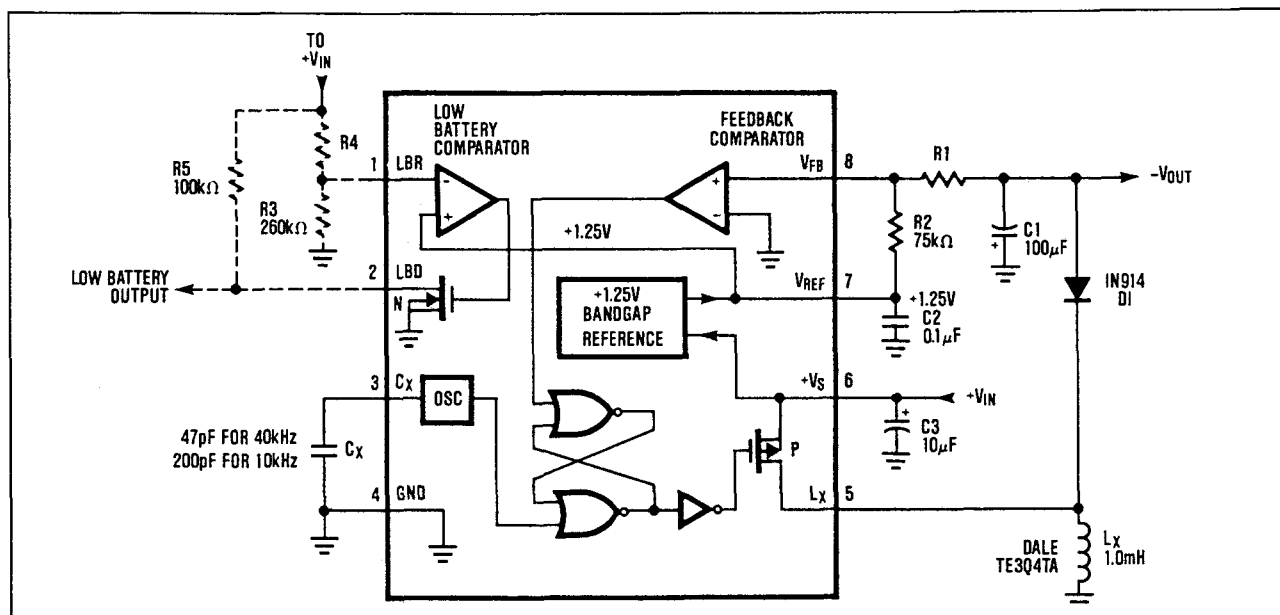 TO
+VIN
R4
R5
100kΩ
R3
260kΩ
LOW BATTERY
OUTPUT
1 LBR
2 LBD
N
LOW
BATTERY
COMPARATOR
-
+
+1.25V
FEEDBACK
COMPARATOR
+
-
VFB 8
R1
-VOUT
R2
75kΩ
C1
100μF
+
+1.25V
BANDGAP
REFERENCE
VREF 7
+1.25V
C2
0.1μF
IN914
DI
3 CX
OSC
47pF FOR 40kHz
200pF FOR 10kHz
CX
4 GND
+VS 6
+VIN
+
C3
10μF
P
LX 5
DALE
TE3Q4TA
LX
1.0mH